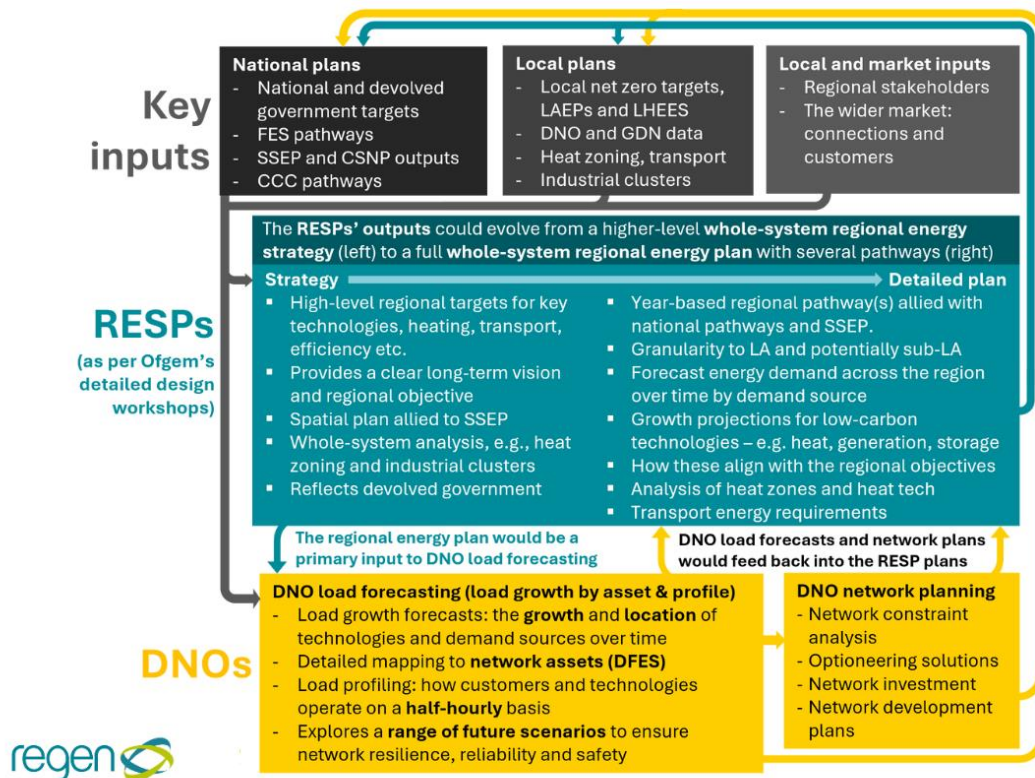 Key
inputs
National plans
- National and devolved
government targets
- FES pathways
- SSEP and CSNP outputs
- CCC pathways
Local plans
- Local net zero targets,
LAEPs and LHEES
- DNO and GDN data
- Heat zoning, transport
- Industrial clusters
Local and market inputs
- Regional stakeholders
- The wider market:
connections and
customers
RESPs
(as per Ofgem's
detailed design
workshops)
The RESPs' outputs could evolve from a higher-level whole-system regional energy
strategy (left) to a full whole-system regional energy plan with several pathways (right)
Strategy
▪ High-level regional targets for key
technologies, heating, transport,
efficiency etc.
▪ Provides a clear long-term vision
and regional objective
▪ Spatial plan allied to SSEP
▪ Whole-system analysis, e.g., heat
zoning and industrial clusters
▪ Reflects devolved government
Detailed plan
▪ Year-based regional pathway(s) allied with
national pathways and SSEP.
▪ Granularity to LA and potentially sub-LA
▪ Forecast energy demand across the region
over time by demand source
▪ Growth projections for low-carbon
technologies – e.g. heat, generation, storage
▪ How these align with the regional objectives
▪ Analysis of heat zones and heat tech
▪ Transport energy requirements
The regional energy plan would be a
primary input to DNO load forecasting
DNO load forecasts and network plans
would feed back into the RESP plans
DNOs
DNO load forecasting (load growth by asset & profile)
- Load growth forecasts: the growth and location of
technologies and demand sources over time
- Detailed mapping to network assets (DFES)
- Load profiling: how customers and technologies
operate on a half-hourly basis
- Explores a range of future scenarios to ensure
network resilience, reliability and safety
DNO network planning
- Network constraint
analysis
- Optioneering solutions
- Network investment
- Network development
plans
regen